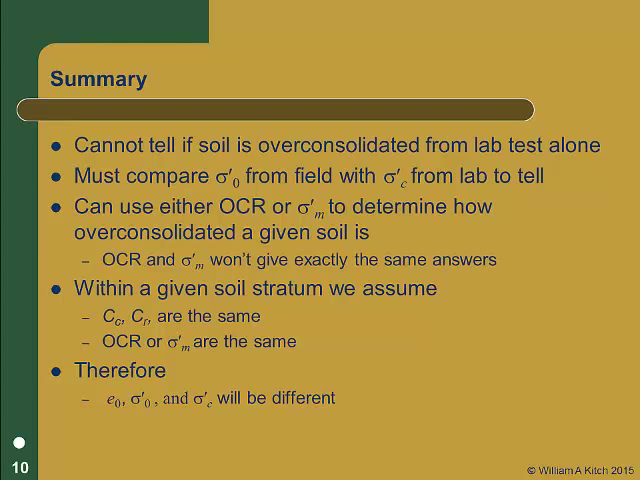 Summary
● Cannot tell if soil is overconsolidated from lab test alone
● Must compare σ′₀ from field with σ′c from lab to tell
● Can use either OCR or σ′m to determine how
overconsolidated a given soil is
– OCR and σ′m won't give exactly the same answers
● Within a given soil stratum we assume
– Cc, Cr, are the same
– OCR or σ′m are the same
● Therefore
– e₀, σ′₀ , and σ′c will be different
10
© William A Kitch 2015